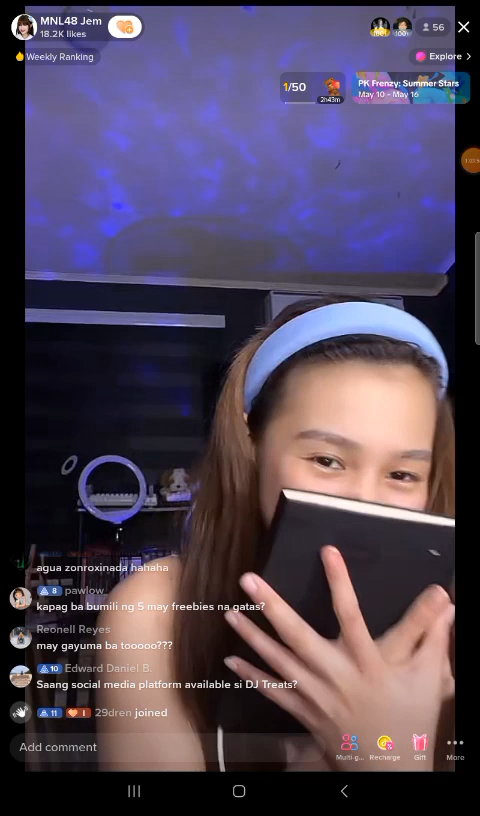 MNL48 Jem
18.2K likes
56
Weekly Ranking
Explore >
1/50
2h43m
PK Frenzy: Summer Stars
May 10 - May 16
agua zonroxinada hahaha
8 pawlow
kapag ba bumili ng 5 may freebies na gatas?
Reonell Reyes
may gayuma ba tooooo???
10 Edward Daniel B.
Saang social media platform available si DJ Treats?
11 1 29dren joined
Add comment
Multi-g...
Recharge
Gift
More